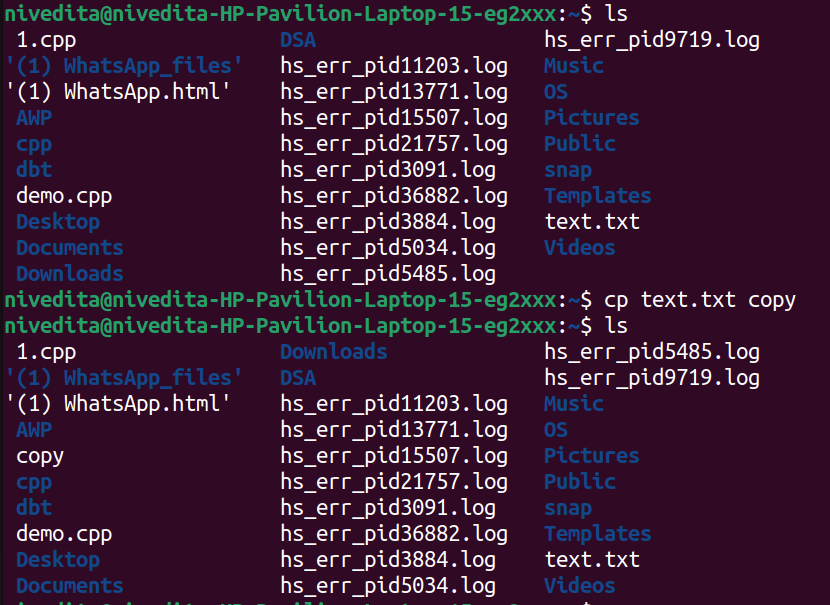 nivedita@nivedita-HP-Pavilion-Laptop-15-eg2xxx:~$ ls
1.cpp DSA hs_err_pid9719.log
'(1) WhatsApp_files' hs_err_pid11203.log Music
'(1) WhatsApp.html' hs_err_pid13771.log OS
AWP hs_err_pid15507.log Pictures
cpp hs_err_pid21757.log Public
dbt hs_err_pid3091.log snap
demo.cpp hs_err_pid36882.log Templates
Desktop hs_err_pid3884.log text.txt
Documents hs_err_pid5034.log Videos
Downloads hs_err_pid5485.log
nivedita@nivedita-HP-Pavilion-Laptop-15-eg2xxx:~$ cp text.txt copy
nivedita@nivedita-HP-Pavilion-Laptop-15-eg2xxx:~$ ls
1.cpp Downloads hs_err_pid5485.log
'(1) WhatsApp_files' DSA hs_err_pid9719.log
'(1) WhatsApp.html' hs_err_pid11203.log Music
AWP hs_err_pid13771.log OS
copy hs_err_pid15507.log Pictures
cpp hs_err_pid21757.log Public
dbt hs_err_pid3091.log snap
demo.cpp hs_err_pid36882.log Templates
Desktop hs_err_pid3884.log text.txt
Documents hs_err_pid5034.log Videos